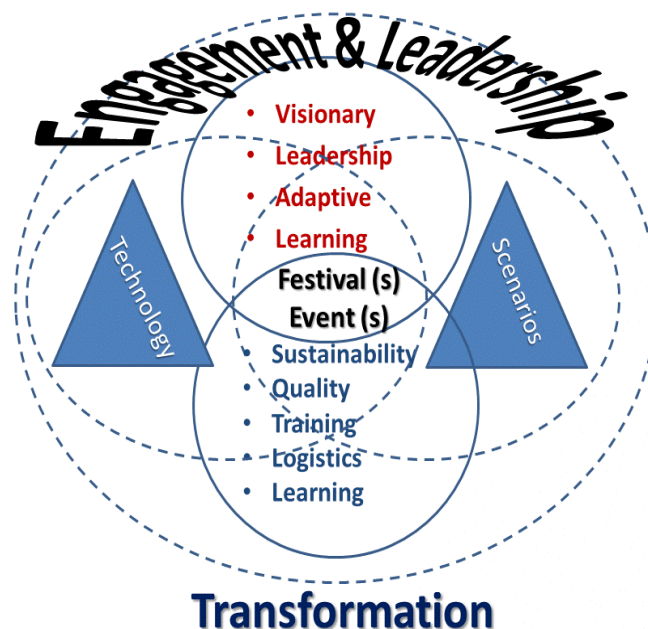 Engagement & Leadership
• Visionary
• Leadership
• Adaptive
• Learning
Technology
Scenarios
Festival (s)
Event (s)
• Sustainability
• Quality
• Training
• Logistics
• Learning
Transformation